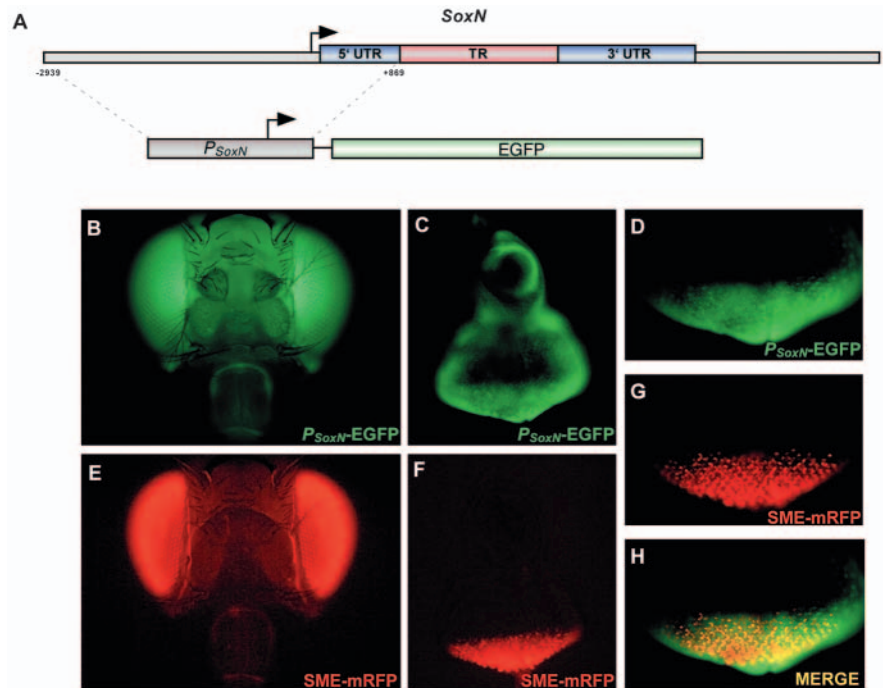 A
SoxN
5' UTR
TR
3' UTR
-2939
+869
PSoxN
EGFP
B
PSoxN-EGFP
C
PSoxN-EGFP
D
PSoxN-EGFP
E
SME-mRFP
F
SME-mRFP
G
SME-mRFP
H
MERGE